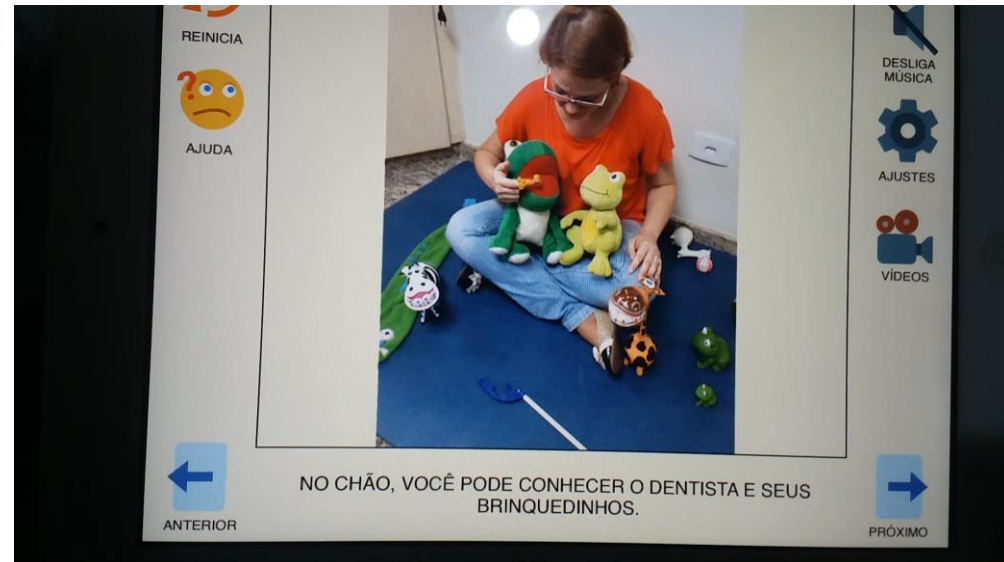 REINICIA
AJUDA
DESLIGA
MÚSICA
AJUSTES
VÍDEOS
NO CHÃO, VOCÊ PODE CONHECER O DENTISTA E SEUS
BRINQUEDINHOS.
ANTERIOR
PRÓXIMO